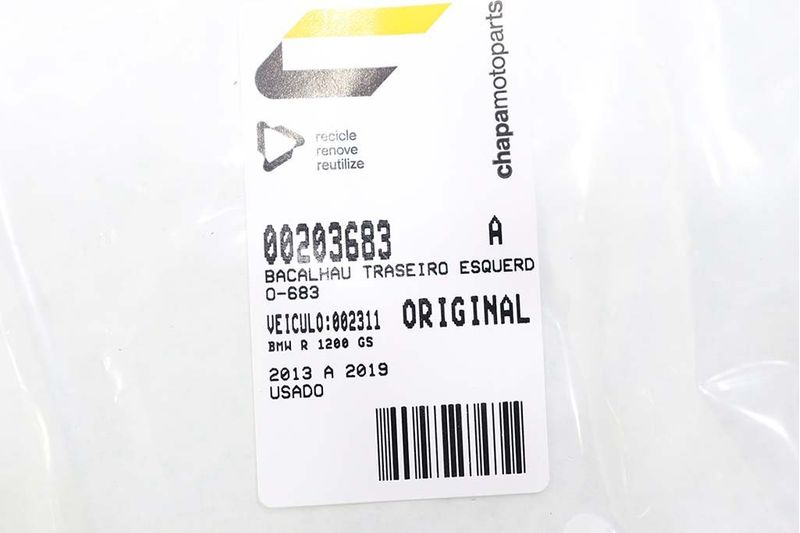 chapamotoparts
recicle
renove
reutilize
00203683 A
BACALHAU TRASEIRO ESQUERD
O-683
VEICULO:002311 ORIGINAL
BMW R 1200 GS
2013 A 2019
USADO